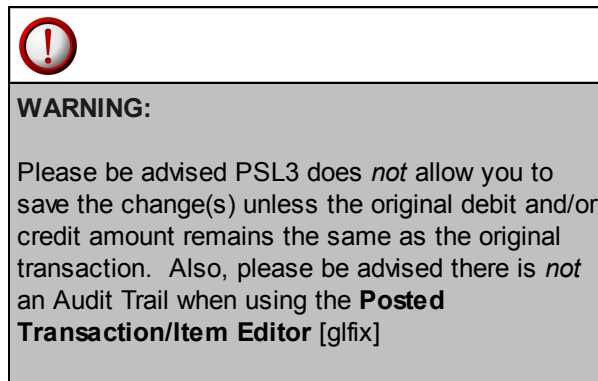 WARNING:
Please be advised PSL3 does not allow you to
save the change(s) unless the original debit and/or
credit amount remains the same as the original
transaction.  Also, please be advised there is not
an Audit Trail when using the Posted
Transaction/Item Editor [glfix]